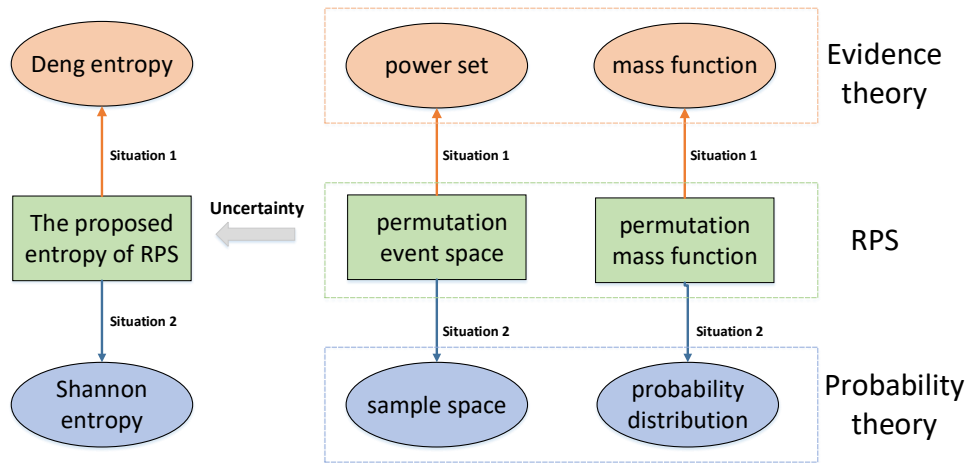 Deng entropy
power set
mass function
Evidence
theory
Situation 1
Situation 1
Situation 1
The proposed
entropy of RPS
Uncertainty
permutation
event space
permutation
mass function
RPS
Situation 2
Situation 2
Situation 2
Shannon
entropy
sample space
probability
distribution
Probability
theory